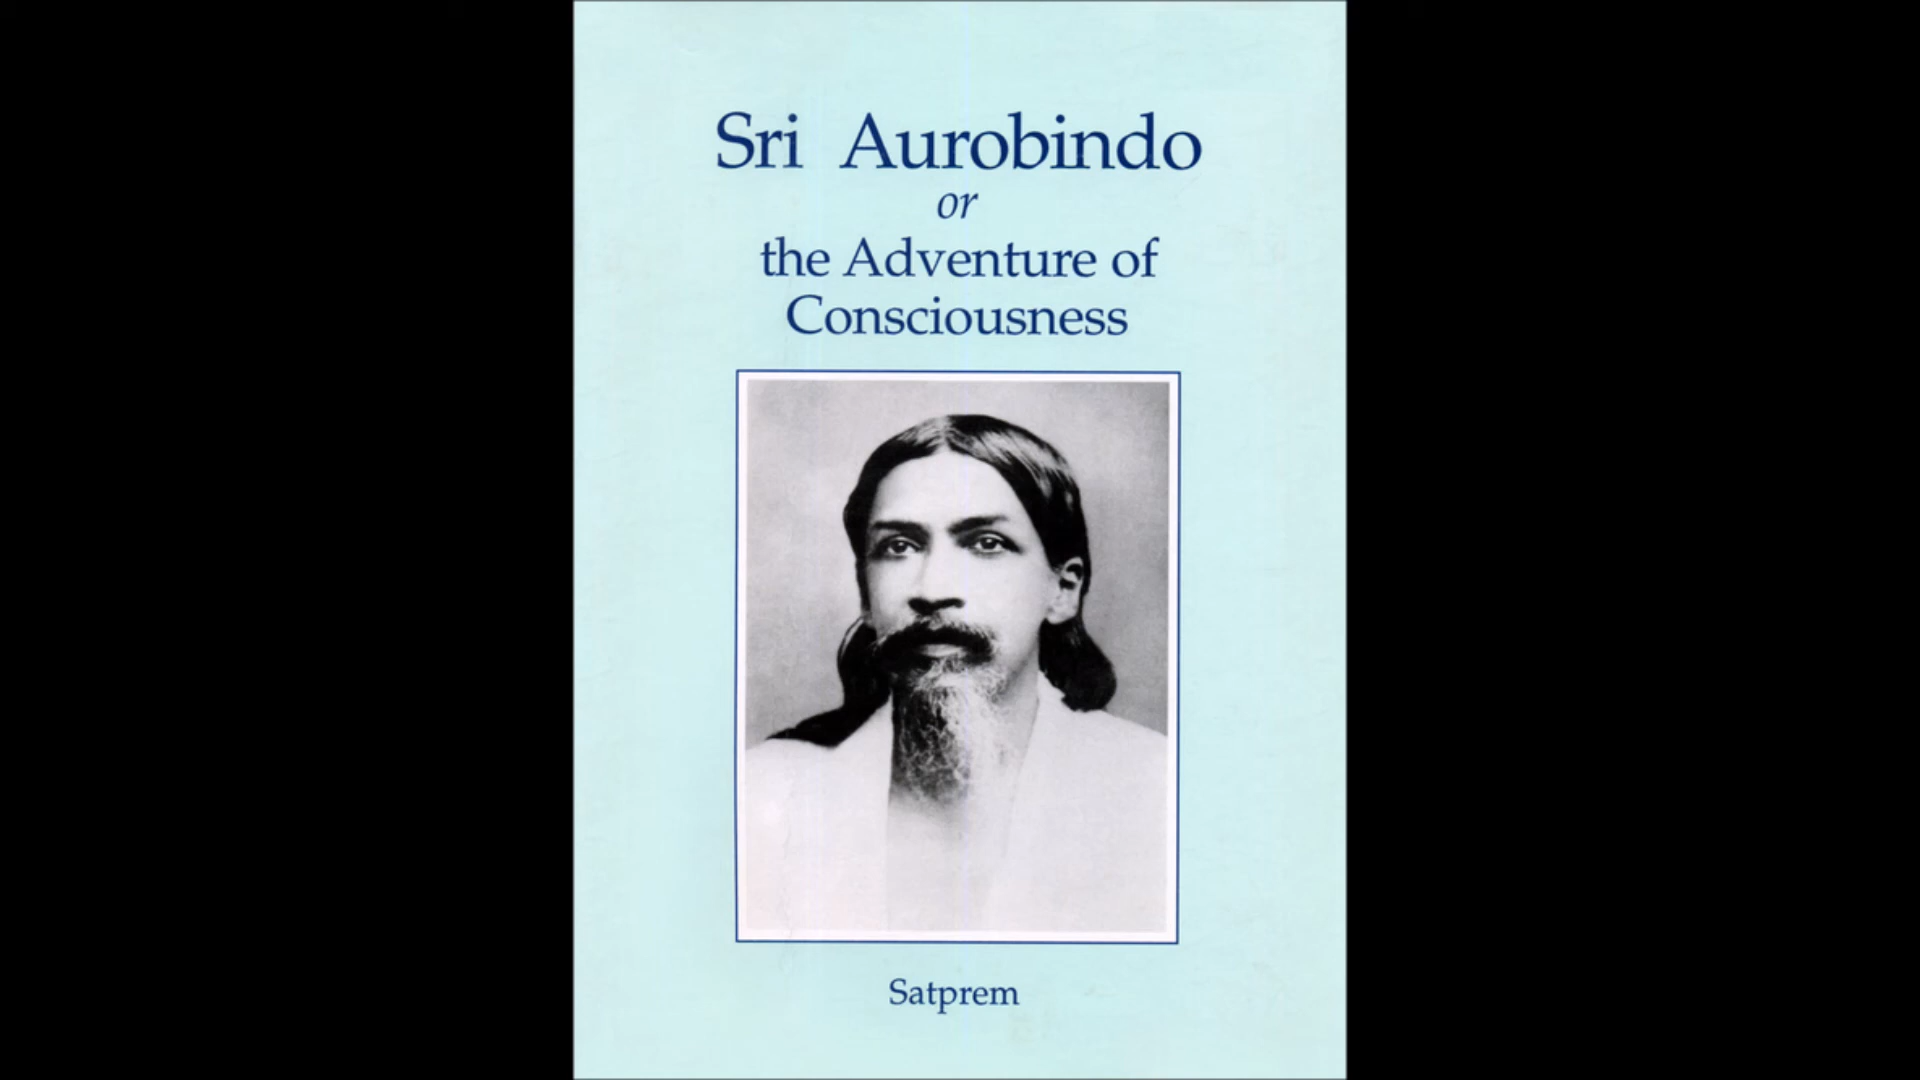 Sri Aurobindo
or
the Adventure of
Consciousness
Satprem